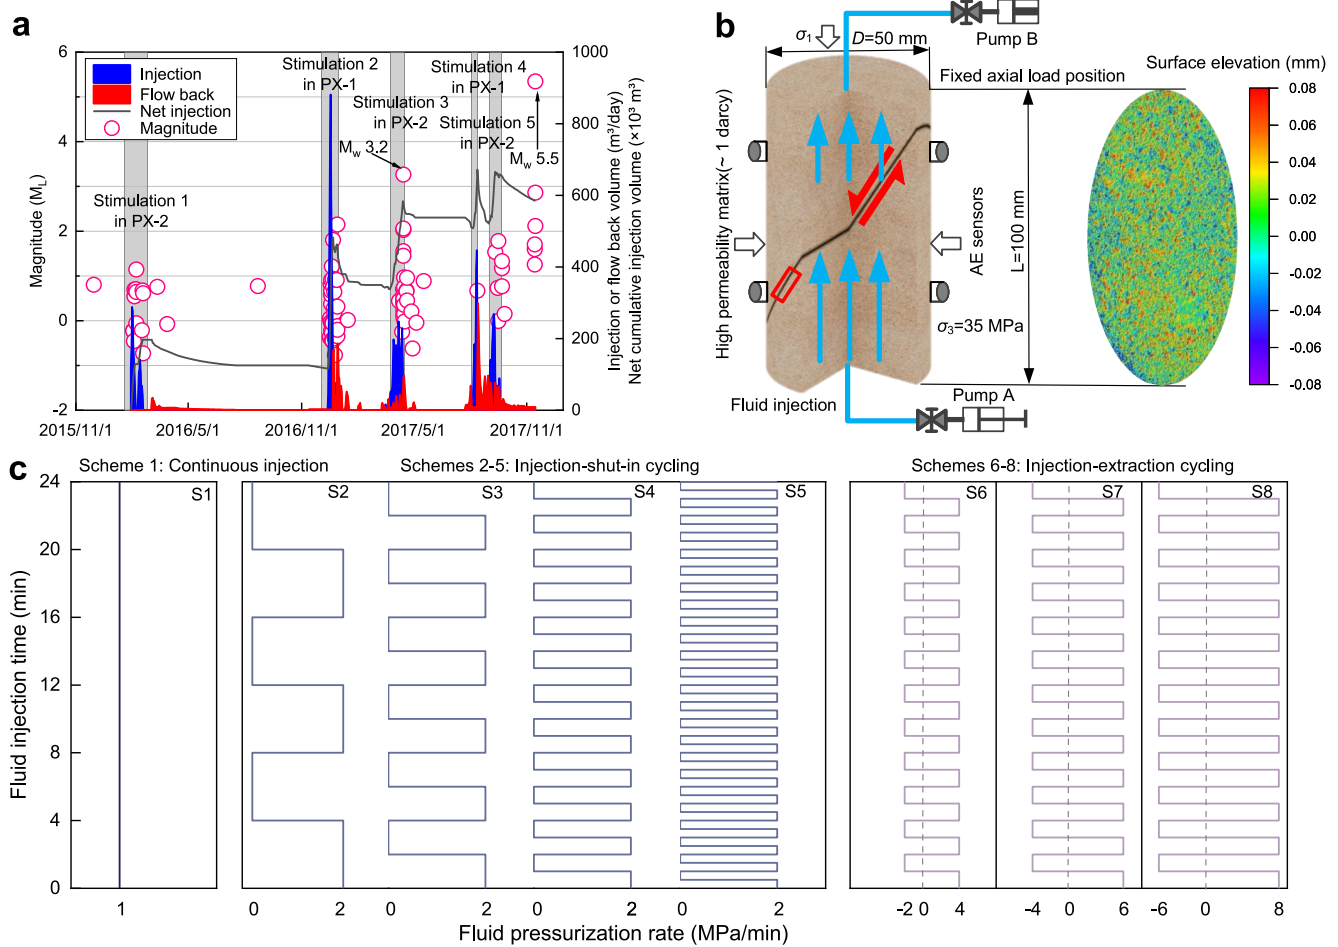 a
6
4
2
0
-2
Magnitude (M_L)
Injection
Flow back
Net injection
Magnitude
Stimulation 1
in PX-2
Stimulation 2
in PX-1
Stimulation 3
in PX-2
M_w 3.2
Stimulation 4
in PX-1
Stimulation 5
in PX-2
M_w 5.5
1000
800
600
400
200
0
Injection or flow back volume (m³/day)
Net cumulative injection volume (×10³ m³)
2015/11/1
2016/5/1
2016/11/1
2017/5/1
2017/11/1
b
σ₁
D=50 mm
Pump B
Fixed axial load position
High permeability matrix(~ 1 darcy)
AE sensors
L=100 mm
σ₃=35 MPa
Fluid injection
Pump A
Surface elevation (mm)
0.08
0.06
0.04
0.02
0.00
-0.02
-0.04
-0.06
-0.08
c
Scheme 1: Continuous injection
Schemes 2-5: Injection-shut-in cycling
Schemes 6-8: Injection-extraction cycling
S1
S2
S3
S4
S5
S6
S7
S8
24
20
16
12
8
4
0
Fluid injection time (min)
1
0
2
0
2
0
2
0
2
-2
0
4
-4
0
6
-6
0
8
Fluid pressurization rate (MPa/min)